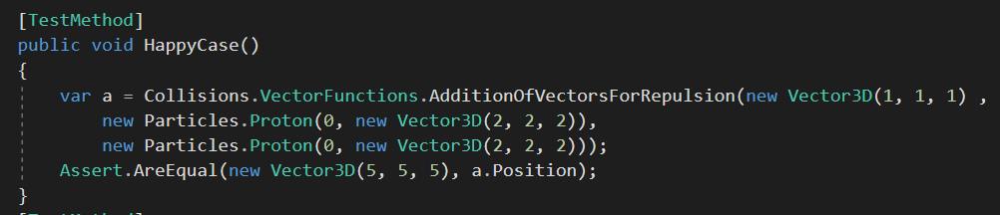 [TestMethod]
public void HappyCase()
{
    var a = Collisions.VectorFunctions.AdditionOfVectorsForRepulsion(new Vector3D(1, 1, 1) ,
        new Particles.Proton(0, new Vector3D(2, 2, 2)),
        new Particles.Proton(0, new Vector3D(2, 2, 2)));
    Assert.AreEqual(new Vector3D(5, 5, 5), a.Position);
}